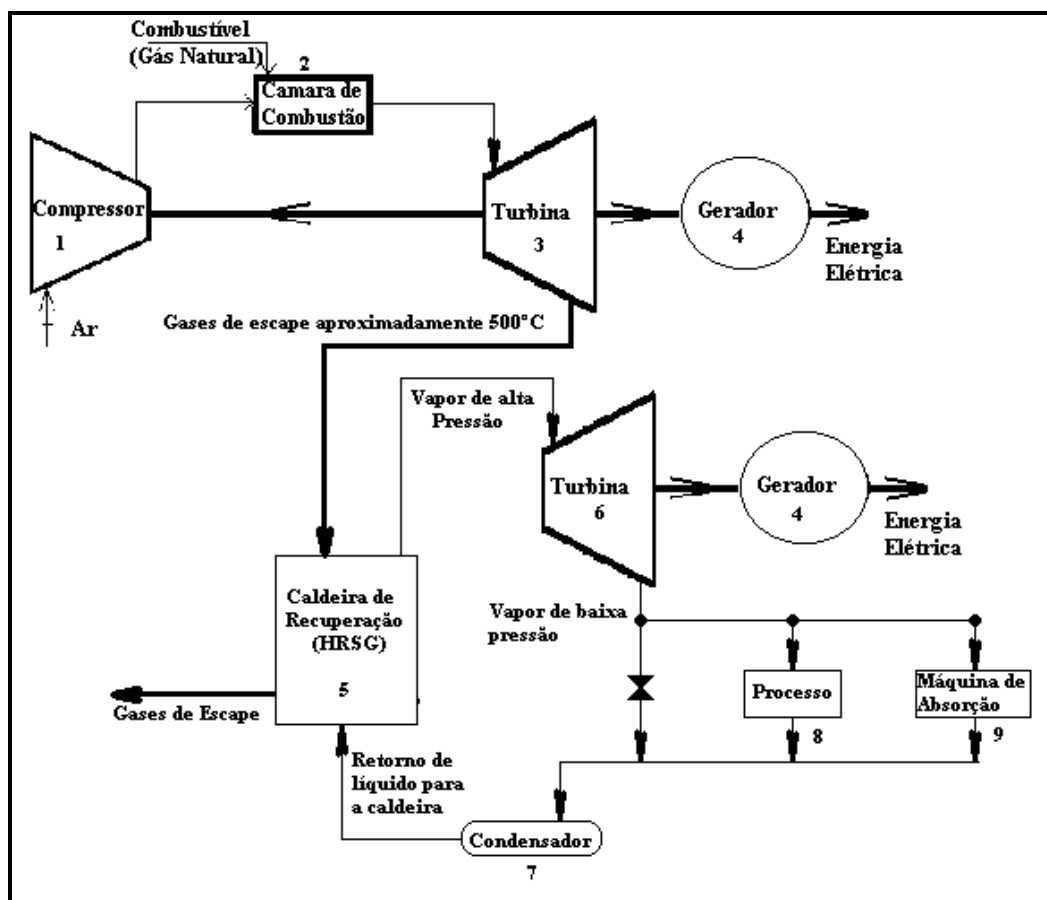 Combustível
(Gás Natural)
2
Camara de
Combustão
Compressor
1
Ar
Turbina
3
Gerador
4
Energia
Elétrica
Gases de escape aproximadamente 500°C
Vapor de alta
Pressão
Turbina
6
Gerador
4
Energia
Elétrica
Caldeira de
Recuperação
(HRSG)
5
Gases de Escape
Vapor de baixa
pressão
Processo
8
Máquina de
Absorção
9
Retorno de
líquido para
a caldeira
Condensador
7